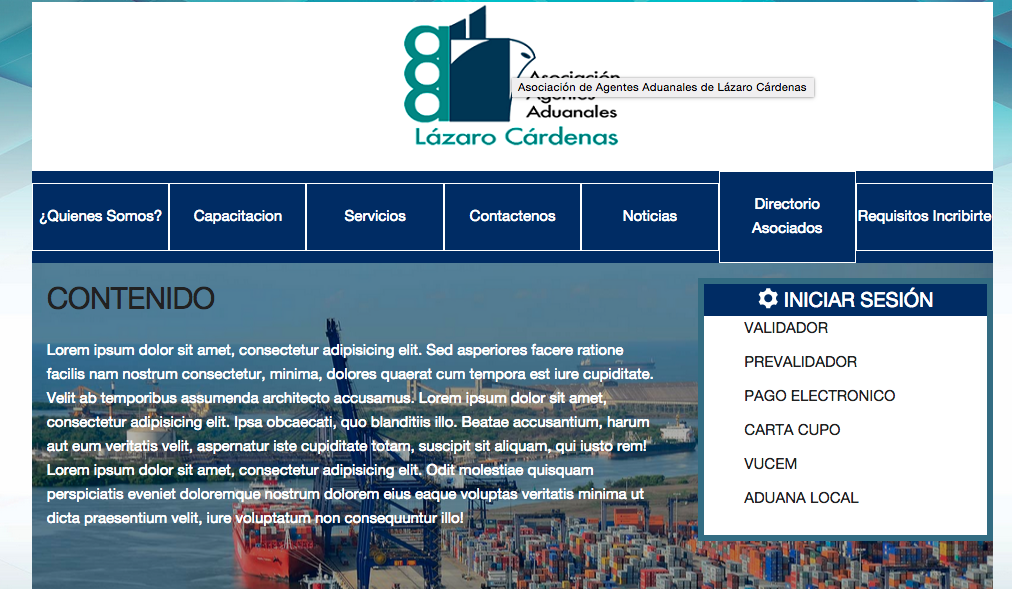 Asociación
Asociación de Agentes Aduanales de Lázaro Cárdenas
Agentes
Aduanales
Lázaro Cárdenas
¿Quienes Somos?
Capacitacion
Servicios
Contactenos
Noticias
Directorio
Asociados
Requisitos Incribirte
CONTENIDO
Lorem ipsum dolor sit amet, consectetur adipisicing elit. Sed asperiores facere ratione
facilis nam nostrum consectetur, minima, dolores quaerat cum tempora est iure cupiditate.
Velit ab temporibus assumenda architecto accusamus. Lorem ipsum dolor sit amet,
consectetur adipisicing elit. Ipsa obcaecati, quo blanditiis illo. Beatae accusantium, harum
aut eum veritatis velit, aspernatur iste cupiditate totam, suscipit sit aliquam, qui iusto rem!
Lorem ipsum dolor sit amet, consectetur adipisicing elit. Odit molestiae quisquam
perspiciatis eveniet doloremque nostrum dolorem eius eaque voluptas veritatis minima ut
dicta praesentium velit, iure voluptatum non consequuntur illo!
INICIAR SESIÓN
VALIDADOR
PREVALIDADOR
PAGO ELECTRONICO
CARTA CUPO
VUCEM
ADUANA LOCAL